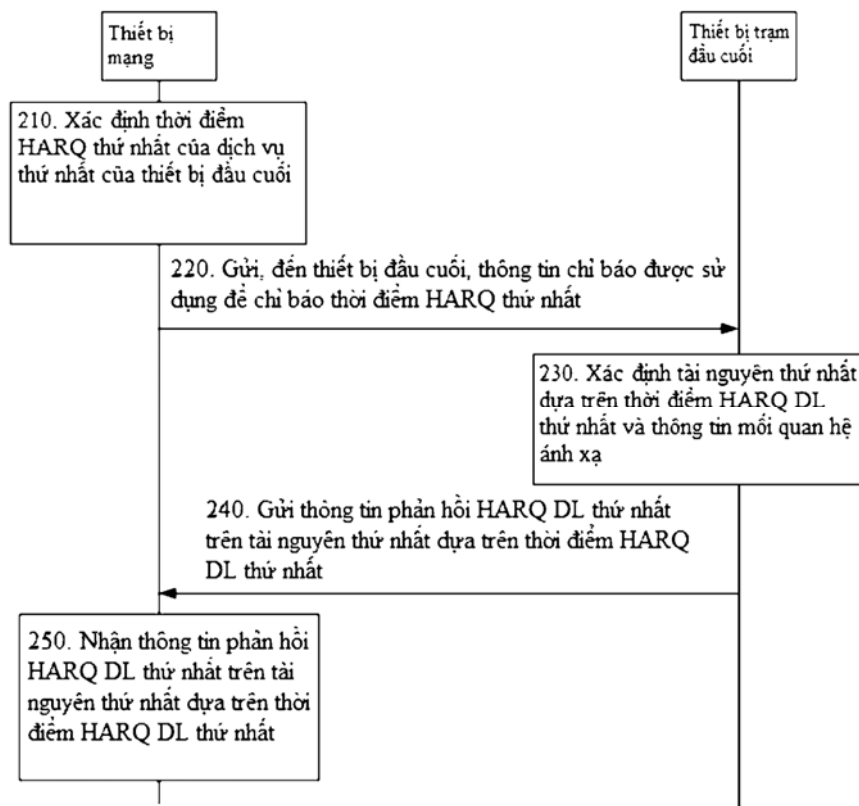 Thiết bị
mạng
Thiết bị trạm
đầu cuối
210. Xác định thời điểm
HARQ thứ nhất của dịch vụ
thứ nhất của thiết bị đầu cuối
220. Gửi, đến thiết bị đầu cuối, thông tin chỉ báo được sử
dụng để chỉ báo thời điểm HARQ thứ nhất
230. Xác định tài nguyên thứ nhất
dựa trên thời điểm HARQ DL
thứ nhất và thông tin mối quan hệ
ánh xạ
240. Gửi thông tin phản hồi HARQ DL thứ nhất
trên tài nguyên thứ nhất dựa trên thời điểm HARQ
DL thứ nhất
250. Nhận thông tin phản hồi
HARQ DL thứ nhất trên tài
nguyên thứ nhất dựa trên thời
điểm HARQ DL thứ nhất